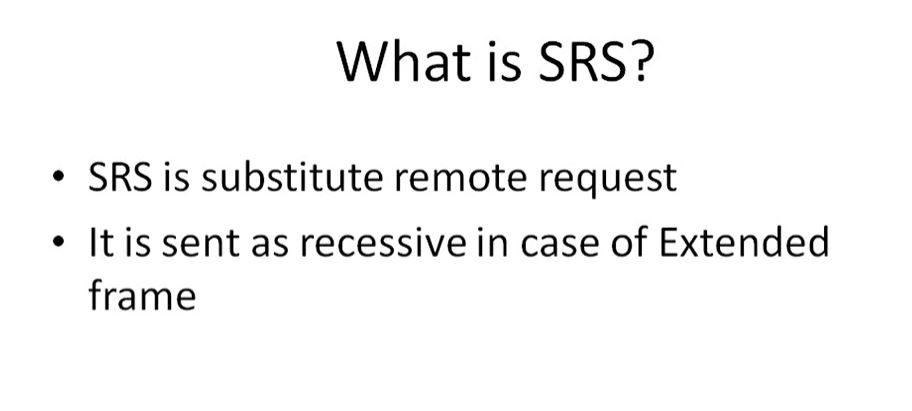 What is SRS?
• SRS is substitute remote request
• It is sent as recessive in case of Extended
frame